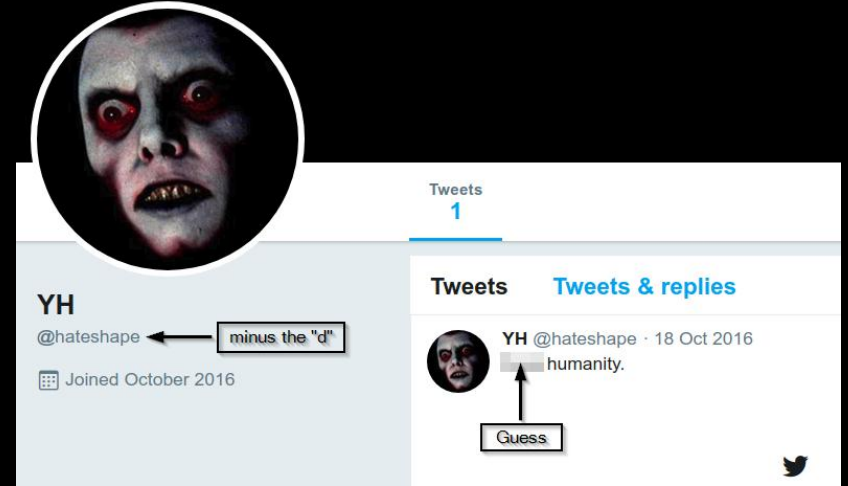 Tweets
1
Tweets Tweets & replies
YH
@hateshape
minus the "d"
Joined October 2016
YH @hateshape · 18 Oct 2016
humanity.
Guess